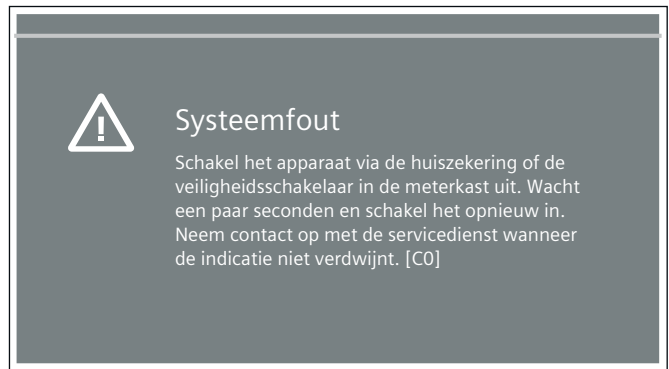 Systeemfout
Schakel het apparaat via de huiszekering of de
veiligheidsschakelaar in de meterkast uit. Wacht
een paar seconden en schakel het opnieuw in.
Neem contact op met de servicedienst wanneer
de indicatie niet verdwijnt. [C0]